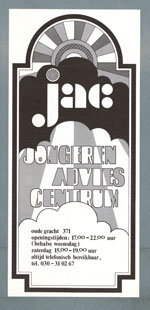 jac
JONGEREN
ADVIES
CENTRUM
oude gracht 371
openingstijden: 17.00-22.00 uur
(behalve woensdag)
zaterdag 15.00-19.00 uur
altijd telefonisch bereikbaar,
tel. 030-31 02 67